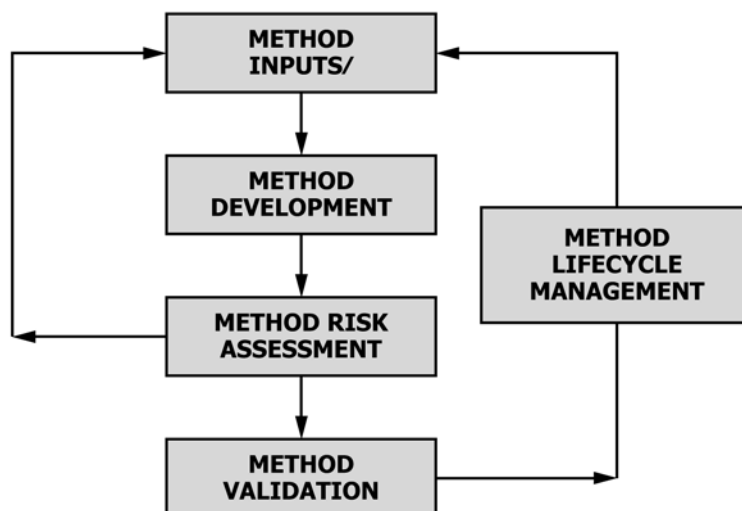 METHOD
INPUTS/
METHOD
DEVELOPMENT
METHOD
LIFECYCLE
MANAGEMENT
METHOD RISK
ASSESSMENT
METHOD
VALIDATION